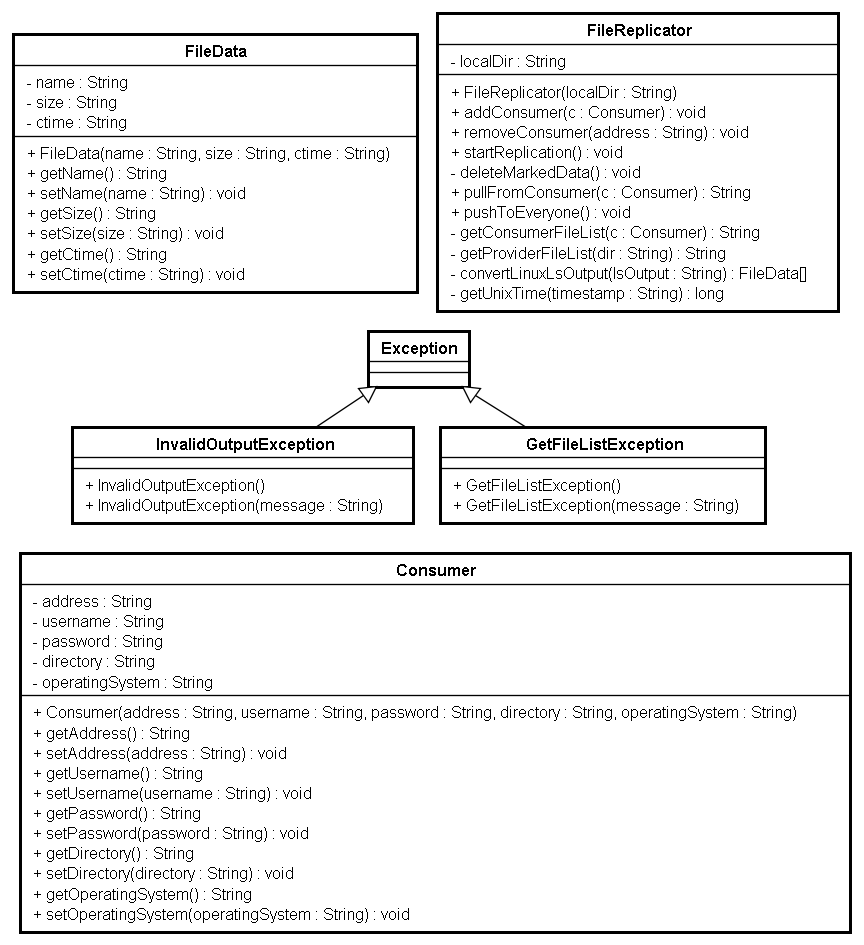 FileData
- name : String
- size : String
- ctime : String
+ FileData(name : String, size : String, ctime : String)
+ getName() : String
+ setName(name : String) : void
+ getSize() : String
+ setSize(size : String) : void
+ getCtime() : String
+ setCtime(ctime : String) : void
FileReplicator
- localDir : String
+ FileReplicator(localDir : String)
+ addConsumer(c : Consumer) : void
+ removeConsumer(address : String) : void
+ startReplication() : void
- deleteMarkedData() : void
+ pullFromConsumer(c : Consumer) : String
+ pushToEveryone() : void
- getConsumerFileList(c : Consumer) : String
- getProviderFileList(dir : String) : String
- convertLinuxLsOutput(lsOutput : String) : FileData[]
- getUnixTime(timestamp : String) : long
Exception
InvalidOutputException
+ InvalidOutputException()
+ InvalidOutputException(message : String)
GetFileListException
+ GetFileListException()
+ GetFileListException(message : String)
Consumer
- address : String
- username : String
- password : String
- directory : String
- operatingSystem : String
+ Consumer(address : String, username : String, password : String, directory : String, operatingSystem : String)
+ getAddress() : String
+ setAddress(address : String) : void
+ getUsername() : String
+ setUsername(username : String) : void
+ getPassword() : String
+ setPassword(password : String) : void
+ getDirectory() : String
+ setDirectory(directory : String) : void
+ getOperatingSystem() : String
+ setOperatingSystem(operatingSystem : String) : void